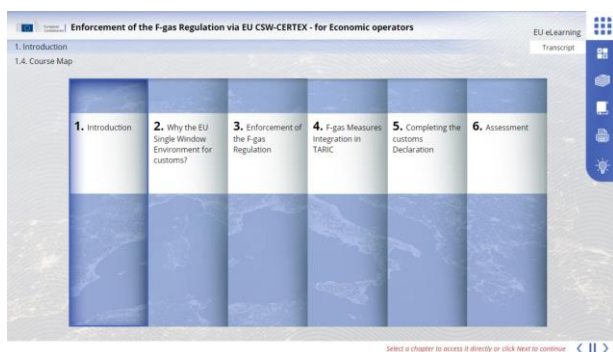 Enforcement of the F-gas Regulation via EU CSW-CERTEX - for Economic operators
EU eLearning
1. Introduction
Transcript
1.4. Course Map
1. Introduction
2. Why the EU
Single Window
Environment for
customs?
3. Enforcement of
the F-gas
Regulation
4. F-gas Measures
Integration in
TARIC
5. Completing the
customs
Declaration
6. Assessment
Select a chapter to access it directly or click Next to continue